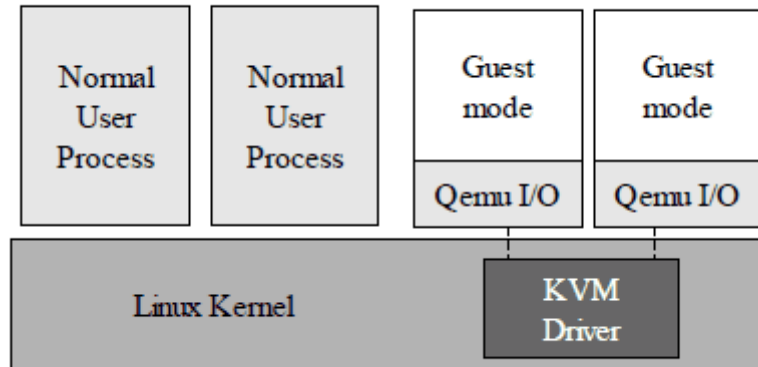 Normal
User
Process
Normal
User
Process
Guest
mode
Qemu I/O
Guest
mode
Qemu I/O
Linux Kernel
KVM
Driver